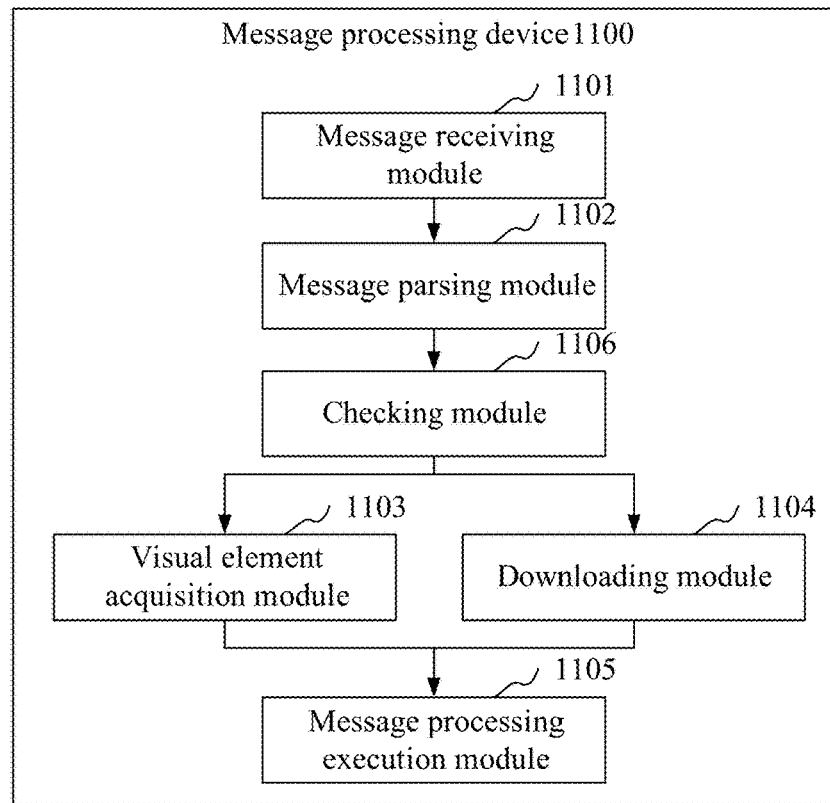 Message processing device1100
1101
Message receiving
module
1102
Message parsing module
1106
Checking module
1103
1104
Visual element
acquisition module
Downloading module
1105
Message processing
execution module